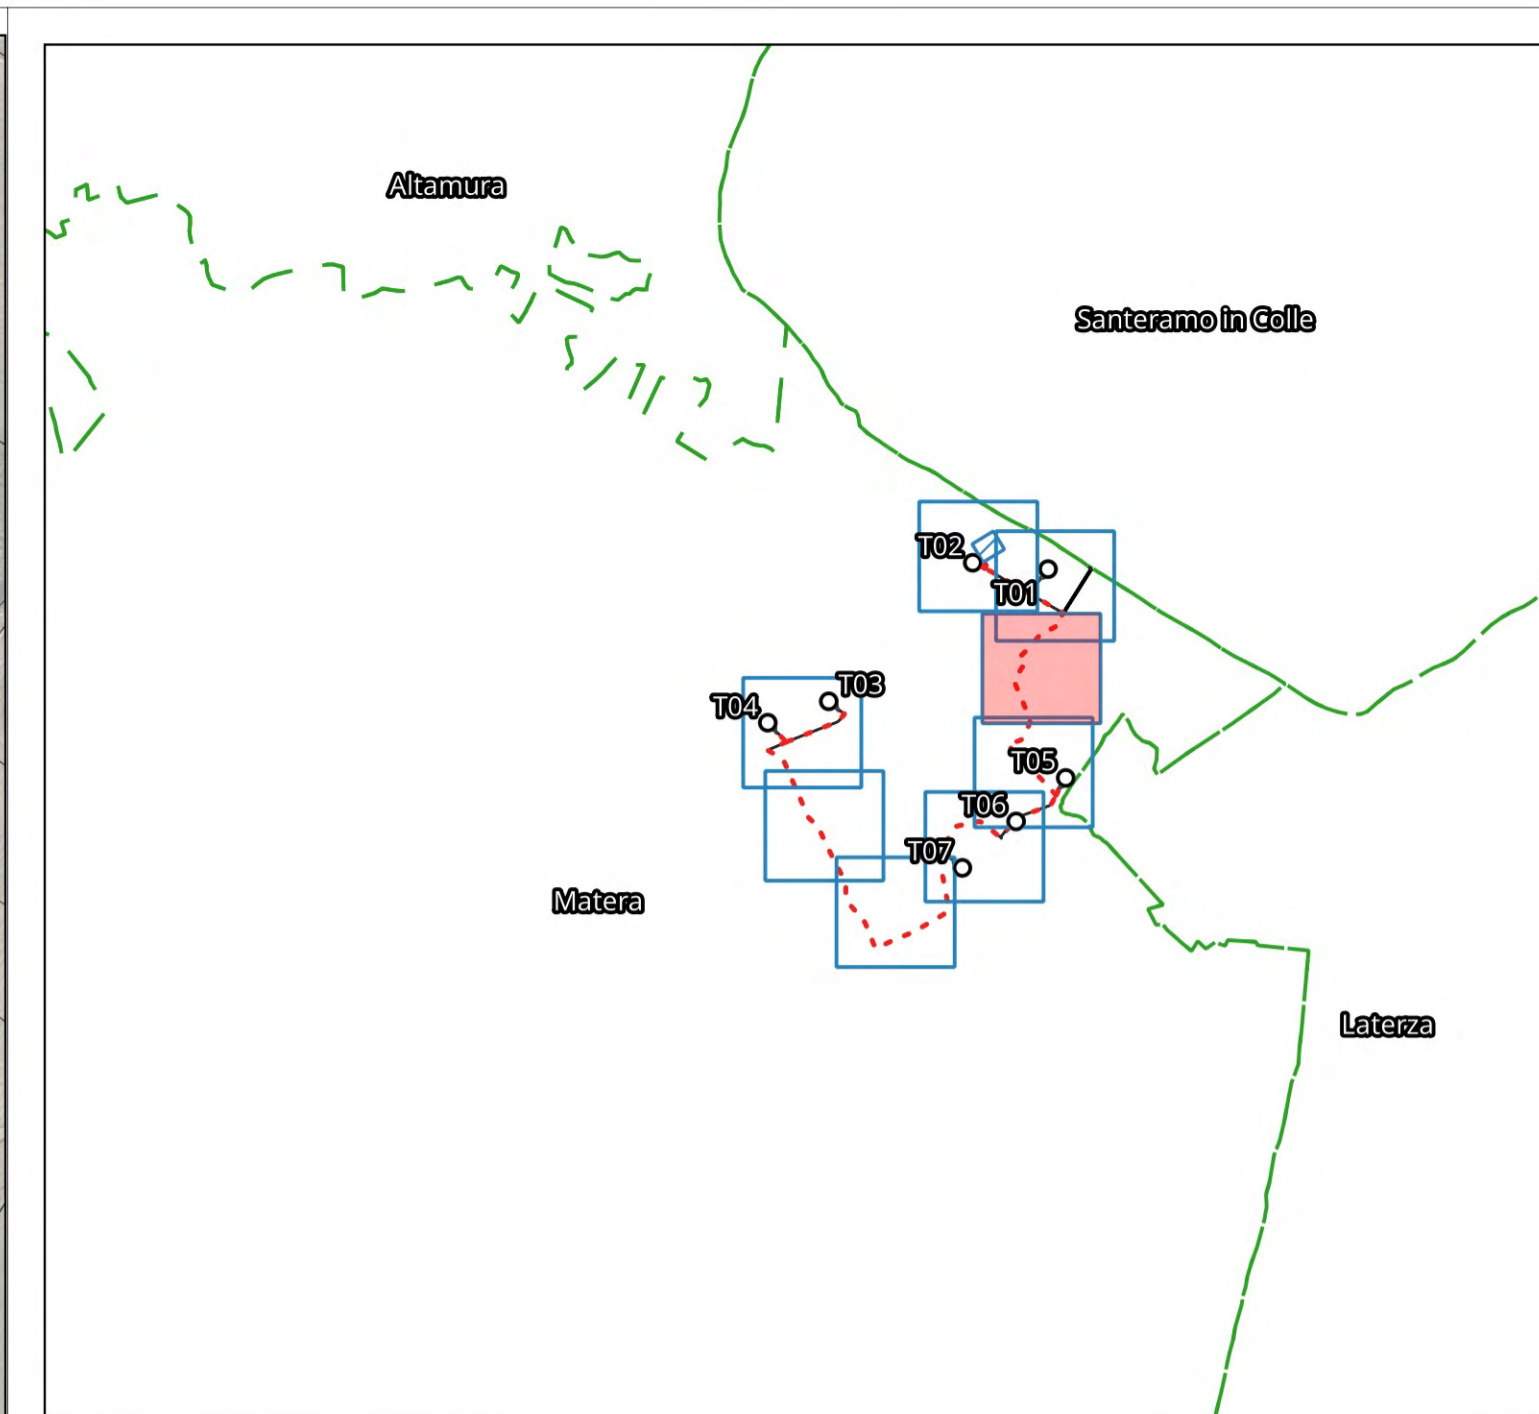 Altamura
Santeramo in Colle
T02
T01
T03
T04
T05
T06
T07
Matera
Laterza